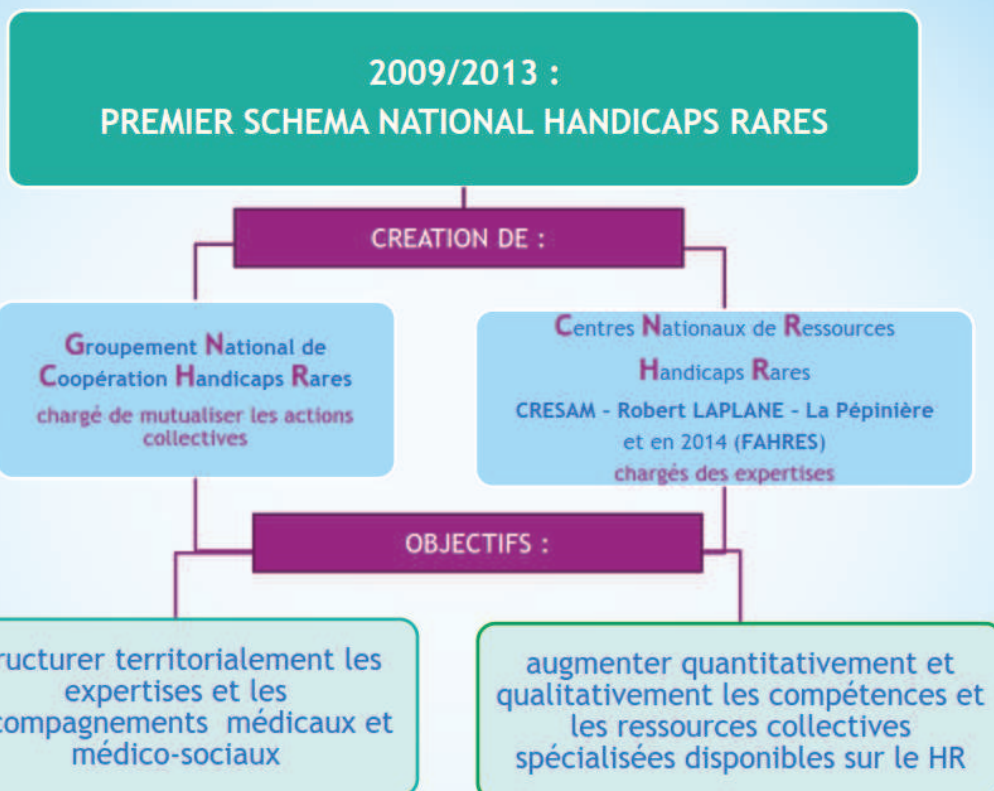 2009/2013 :
PREMIER SCHEMA NATIONAL HANDICAPS RARES
CREATION DE :
Groupement National de
Coopération Handicaps Rares
chargé de mutualiser les actions
collectives
Centres Nationaux de Ressources
Handicaps Rares
CRESAM - Robert LAPLANE - La Pépinière
et en 2014 (FAHRES)
chargés des expertises
OBJECTIFS :
ructurer territorialement les
expertises et les
compagnements médicaux et
médico-sociaux
augmenter quantitativement et
qualitativement les compétences et
les ressources collectives
spécialisées disponibles sur le HR